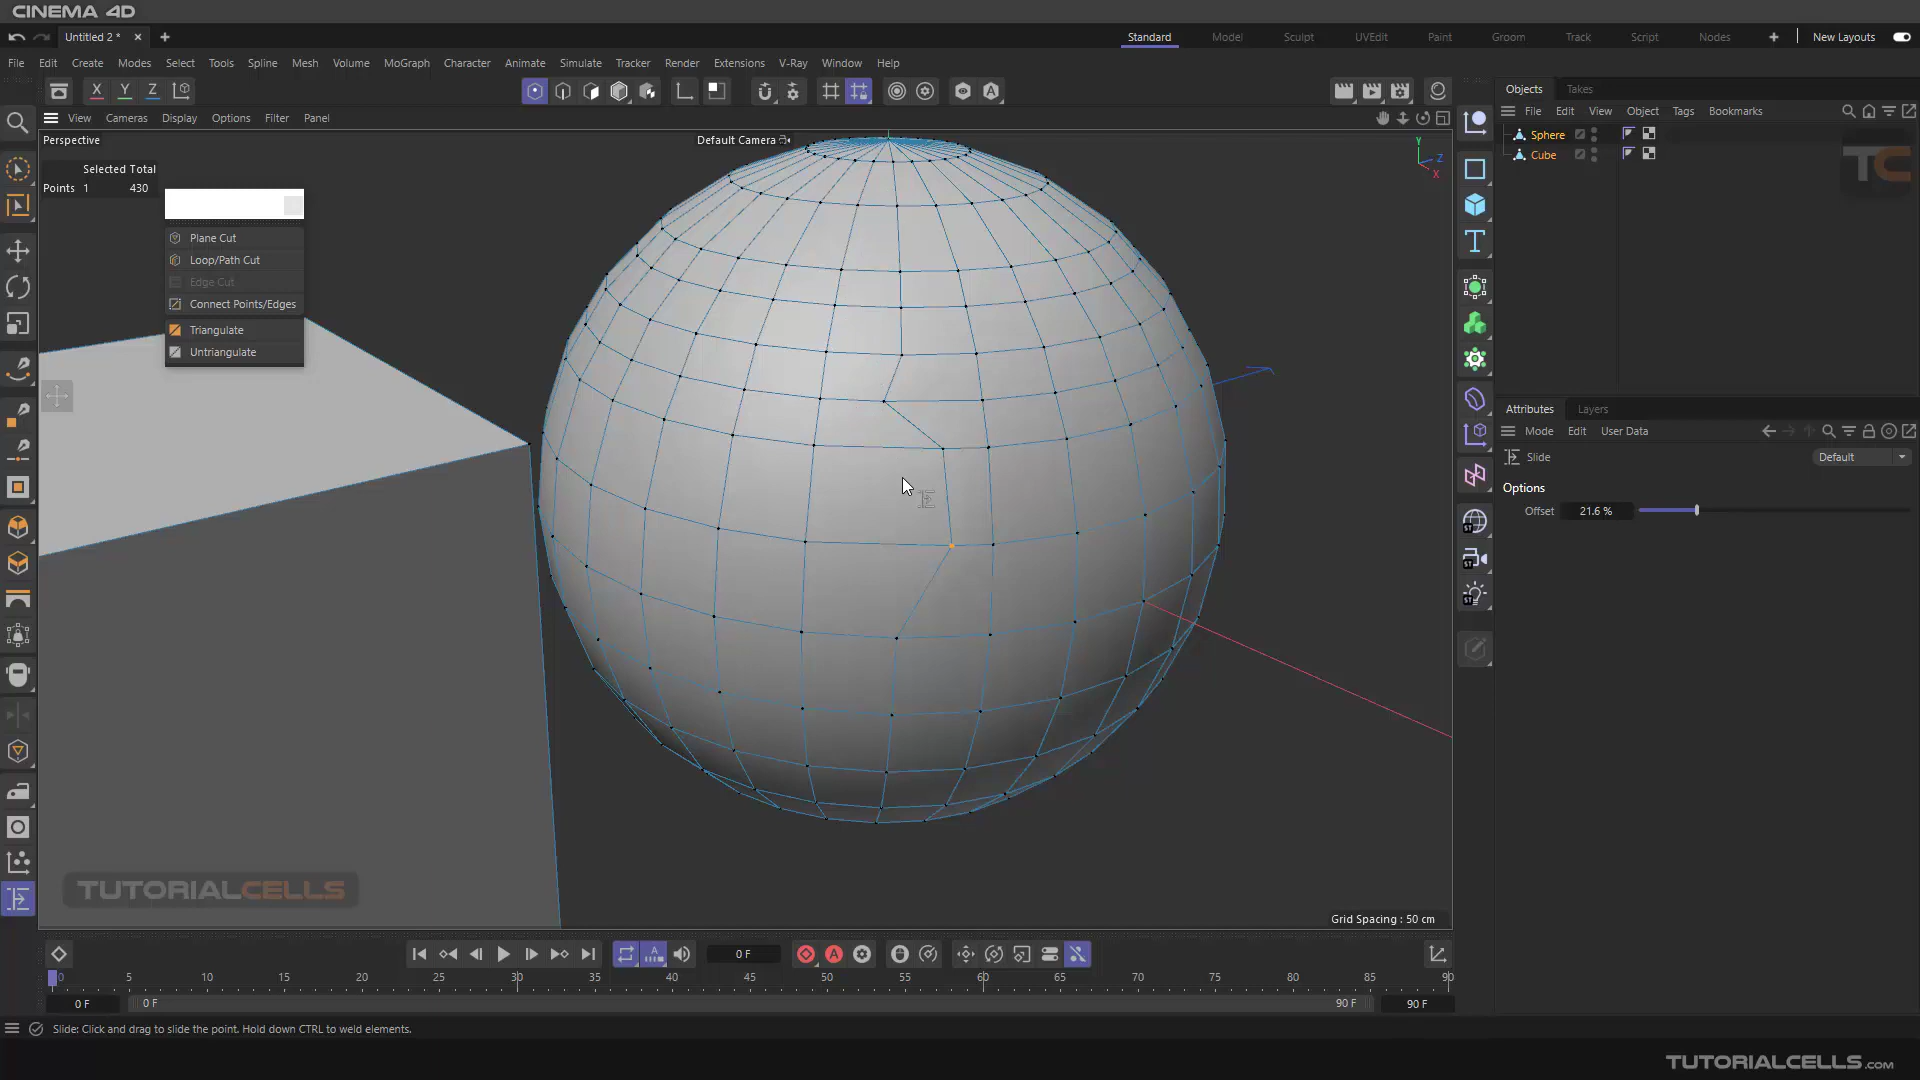 CINEMA 4D
Untitled 2 *
Standard Model Sculpt UVEdit Paint Groom Track Script Nodes New Layouts
File Edit Create Modes Select Tools Spline Mesh Volume MoGraph Character Animate Simulate Tracker Render Extensions V-Ray Window Help
X Y Z
Objects Takes
View Cameras Display Options Filter Panel
File Edit View Object Tags Bookmarks
Perspective
Default Camera
Y Z X
Sphere
Cube
TC
Selected Total
Points 1 430
Plane Cut
Loop/Path Cut
Edge Cut
Connect Points/Edges
Triangulate
Untriangulate
Attributes Layers
Mode Edit User Data
Slide Default
Options
Offset 21.6 %
ST
ST
ST
TUTORIALCELLS
Grid Spacing : 50 cm
0 F
0 5 10 15 20 25 30 35 40 45 50 55 60 65 70 75 80 85 90
0 F 0 F 90 F 90 F
Slide: Click and drag to slide the point. Hold down CTRL to weld elements.
TUTORIALCELLS.COM